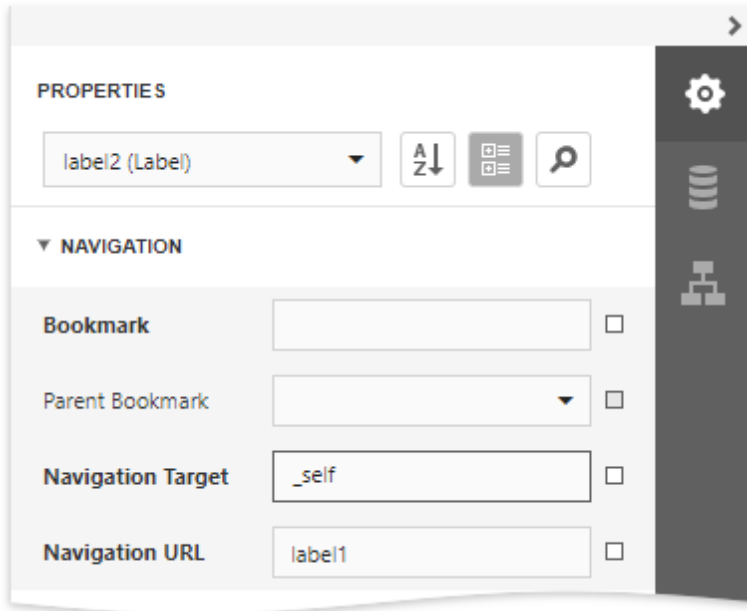 PROPERTIES
label2 (Label)
A
Z
NAVIGATION
Bookmark
Parent Bookmark
Navigation Target
_self
Navigation URL
label1